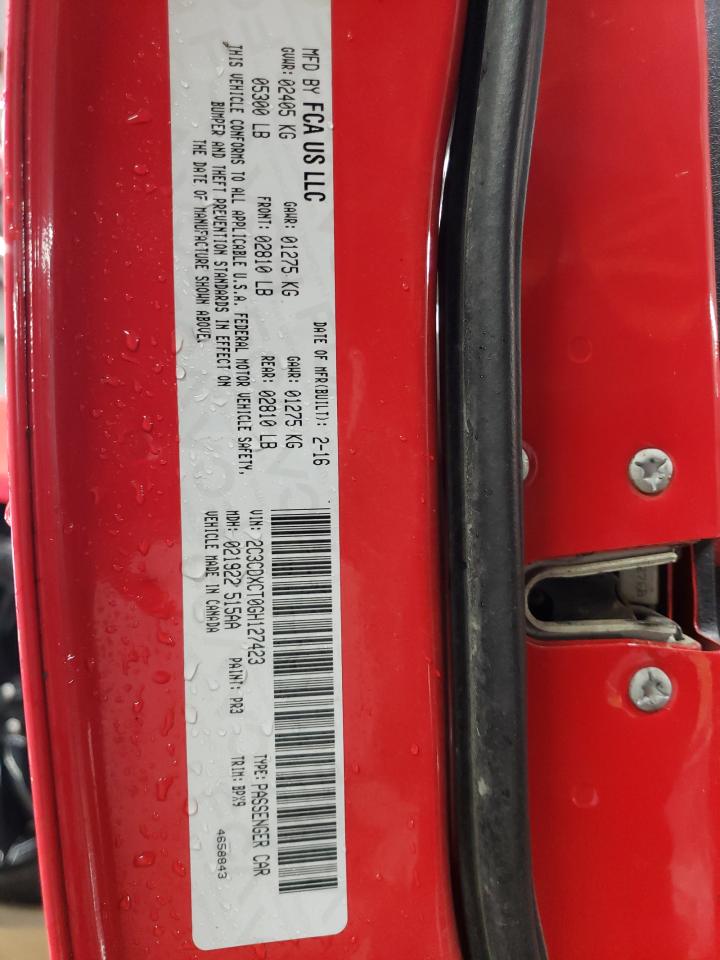 MFD BY FCA US LLC
DATE OF MFR(BUILT): 2-16
GVWR: 02405 KG
05300 LB
GAWR: 01275 KG
FRONT: 02810 LB
GAWR: 01275 KG
REAR: 02810 LB
THIS VEHICLE CONFORMS TO ALL APPLICABLE U.S.A. FEDERAL MOTOR VEHICLE SAFETY,
BUMPER AND THEFT PREVENTION STANDARDS IN EFFECT ON
THE DATE OF MANUFACTURE SHOWN ABOVE.
VIN: 2C3CDXCT0GH127423
TYPE: PASSENGER CAR
MDH: 021922 515AA
PAINT: PR3
TRIM: BPX9
VEHICLE MADE IN CANADA
4658843